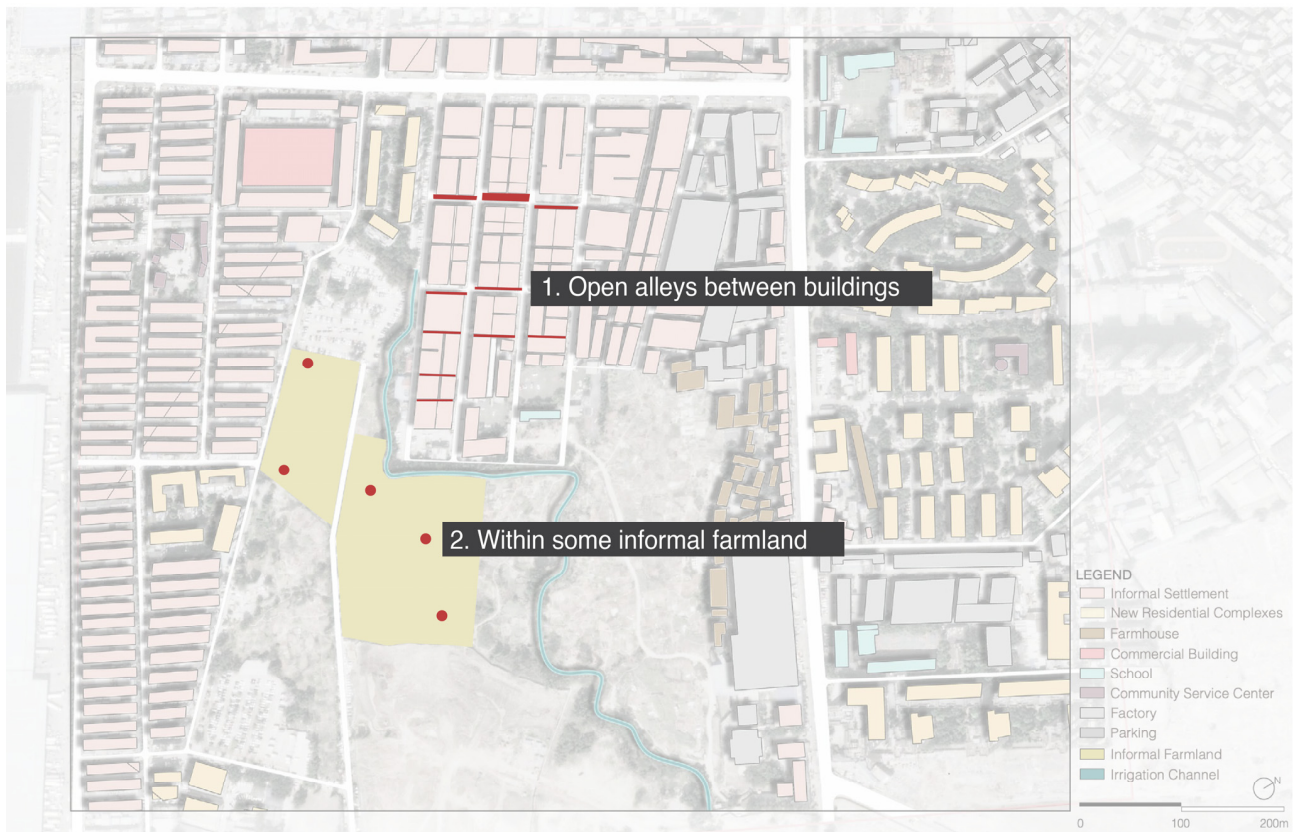 1. Open alleys between buildings
2. Within some informal farmland
LEGEND
Informal Settlement
New Residential Complexes
Farmhouse
Commercial Building
School
Community Service Center
Factory
Parking
Informal Farmland
Irrigation Channel
N
0 100 200m